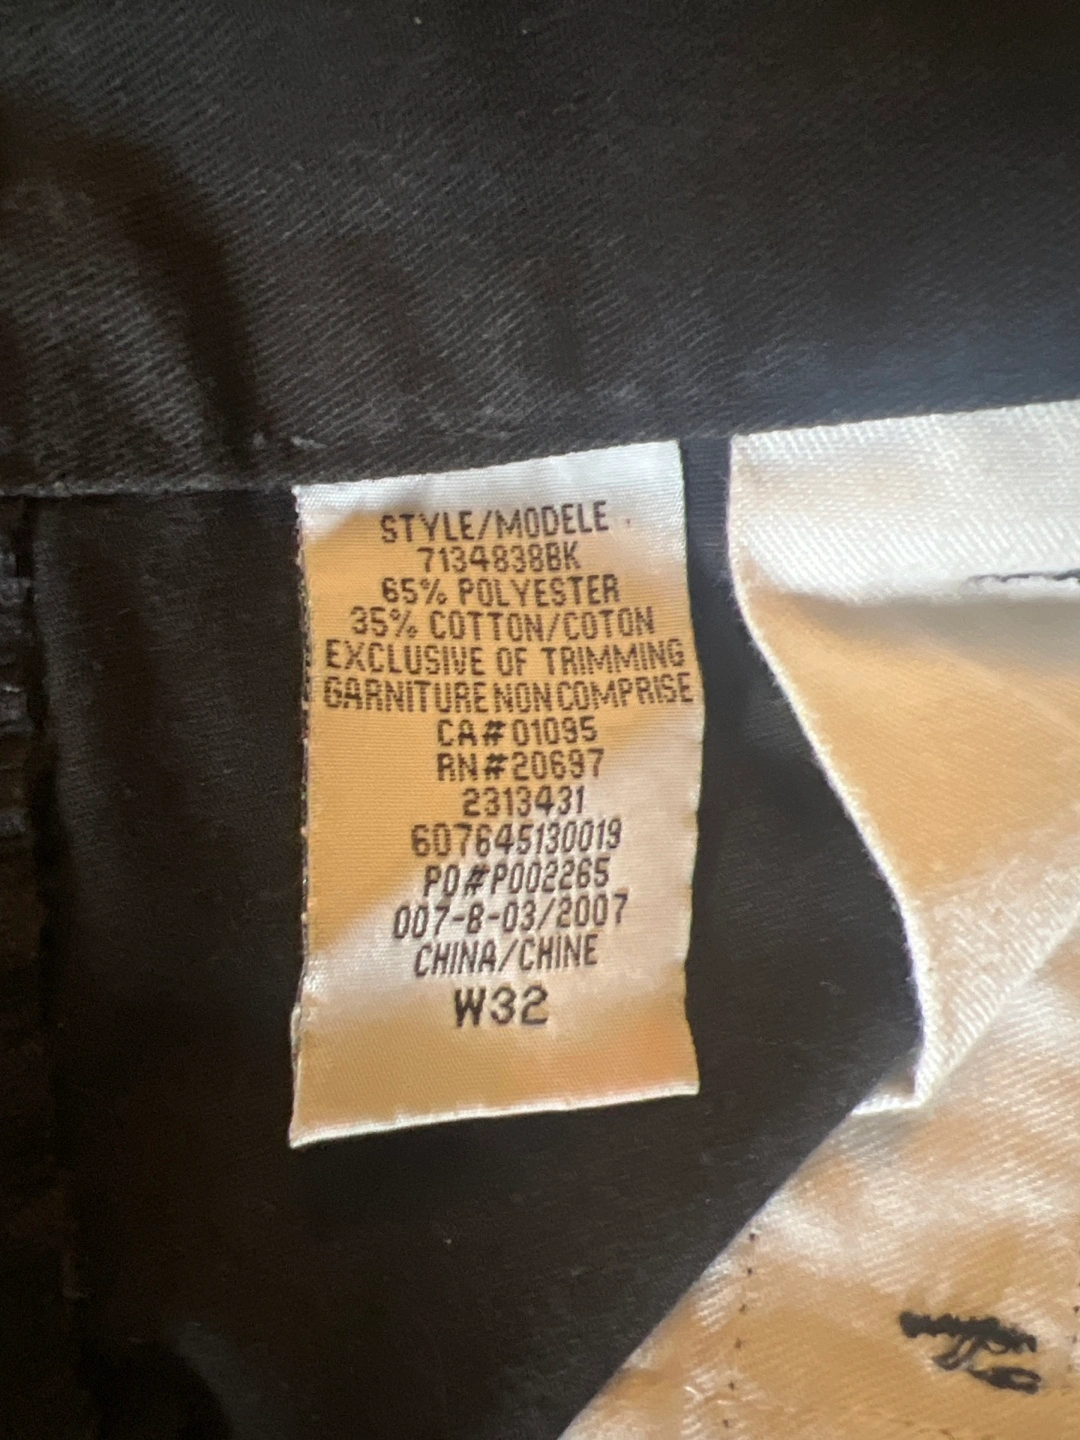 STYLE/MODELE
7134838BK
65% POLYESTER
35% COTTON/COTON
EXCLUSIVE OF TRIMMING
GARNITURE NON COMPRISE
CA#01095
RN#20697
2313431
607645130019
PO#P002265
007-B-03/2007
CHINA/CHINE
W32